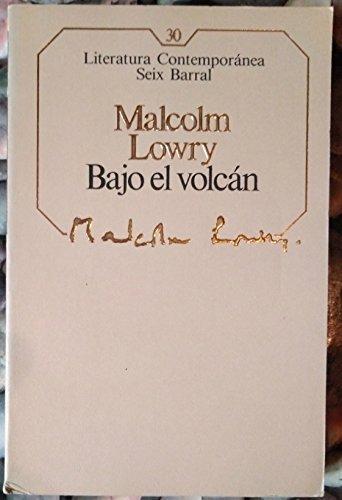 30
Literatura Contemporánea
Seix Barral
Malcolm
Lowry
Bajo el volcán
Malcolm Lowry.